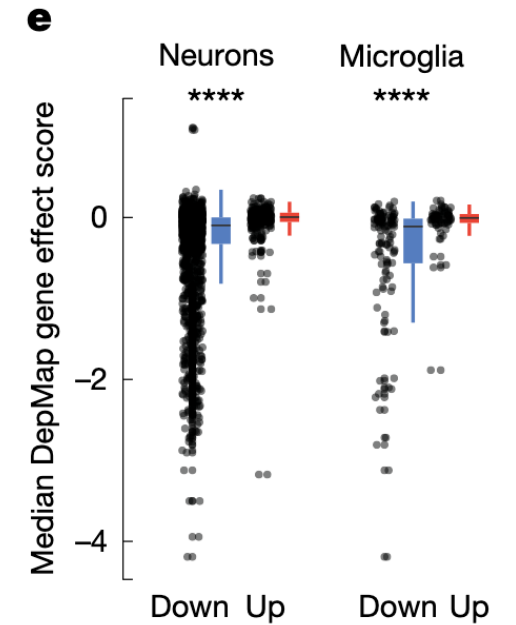 e
Neurons Microglia
**** ****
Median DepMap gene effect score
0
−2
−4
Down Up Down Up